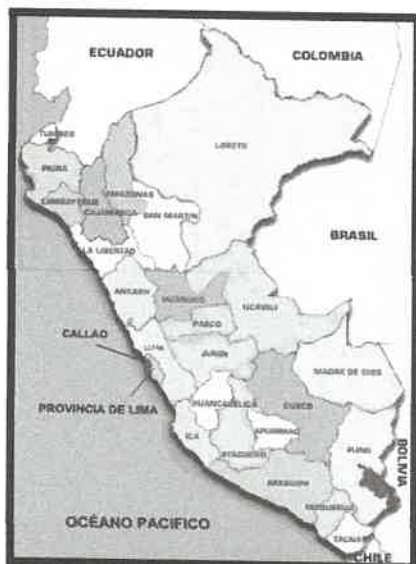 ECUADOR
COLOMBIA
TUMBES
LORETO
PIURA
AMAZONAS
LAMBAYEQUE
CAJAMARCA
SAN MARTIN
BRASIL
LA LIBERTAD
ANCASH
HUANUCO
UCAYALI
PASCO
CALLAO
LIMA
JUNIN
MADRE DE DIOS
PROVINCIA DE LIMA
HUANCAVELICA
CUSCO
ICA
APURIMAC
PUNO
AYACUCHO
BOLIVIA
AREQUIPA
MOQUEGUA
OCÉANO PACIFICO
TACNA
CHILE